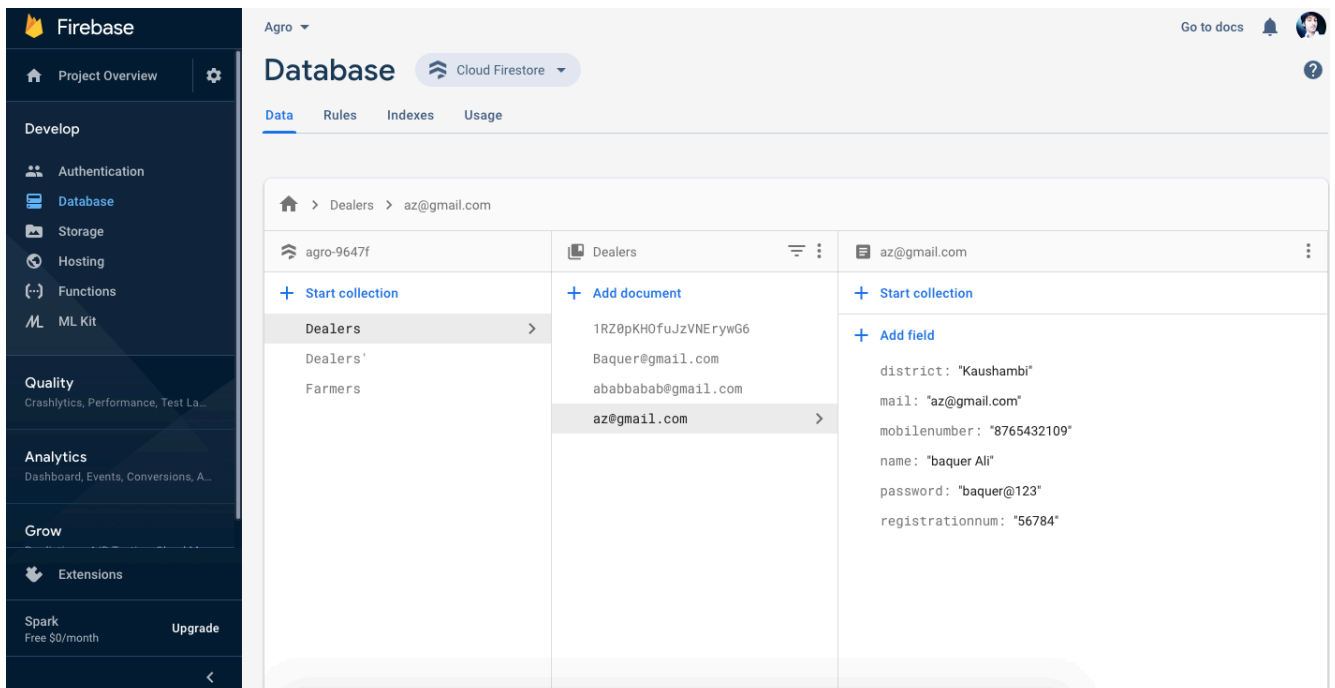 Firebase
Project Overview
Develop
Authentication
Database
Storage
Hosting
Functions
ML Kit
Quality
Crashlytics, Performance, Test La...
Analytics
Dashboard, Events, Conversions, A...
Grow
Extensions
Spark
Free $0/month
Upgrade
Agro
Go to docs
Database
Cloud Firestore
Data Rules Indexes Usage
Dealers > az@gmail.com
agro-9647f
Start collection
Dealers
Dealers'
Farmers
Dealers
Add document
1RZ0pKHOfuJzVNErywG6
Baquer@gmail.com
ababbabab@gmail.com
az@gmail.com
az@gmail.com
Start collection
Add field
district: "Kaushambi"
mail: "az@gmail.com"
mobilenumber: "8765432109"
name: "baquer Ali"
password: "baquer@123"
registrationnum: "56784"